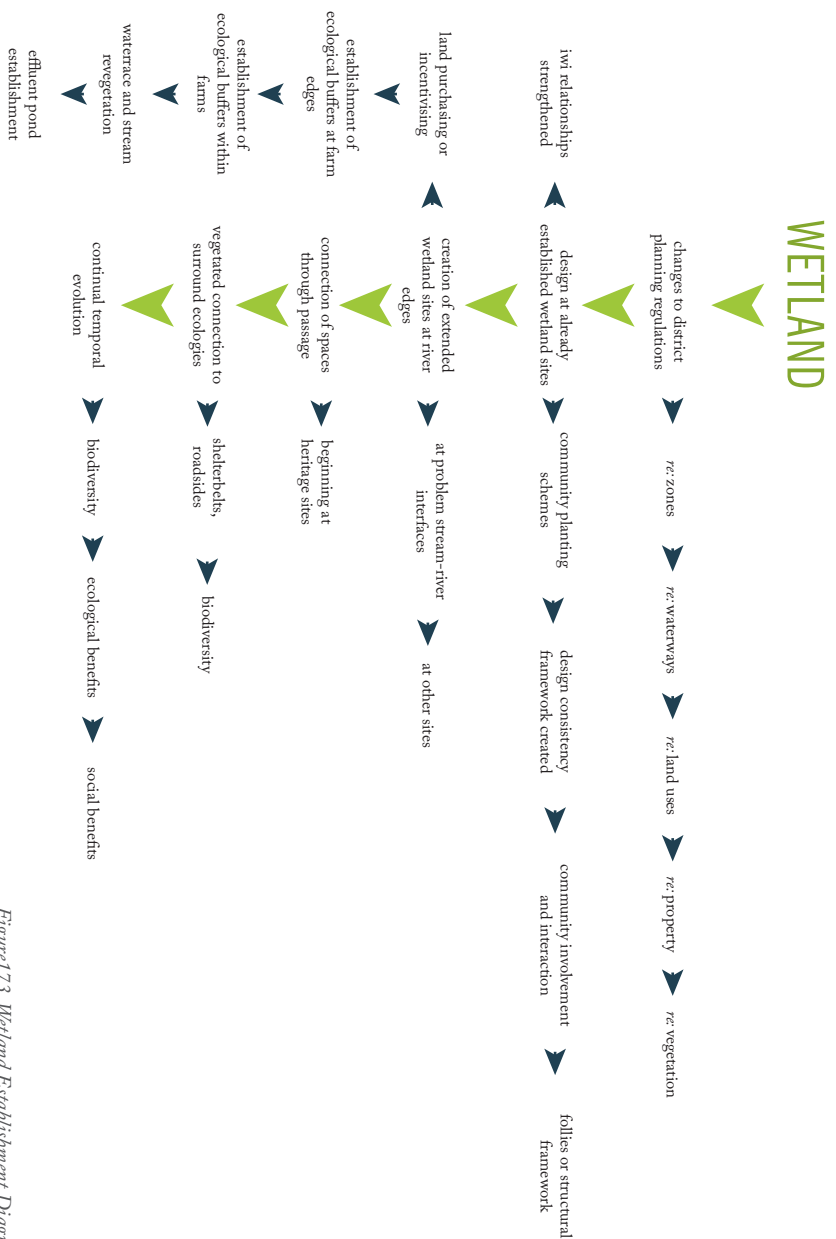 WETLAND
changes to district
planning regulations
re: zones
re: waterways
re: land uses
re: property
re: vegetation
iwi relationships
strengthened
design at already
established wetland sites
community planting
schemes
design consistency
framework created
community involvement
and interaction
follies or structural
framework
land purchasing or
incentivising
creation of extended
wetland sites at river
edges
at problem stream-river
interfaces
at other sites
establishment of
ecological buffers at farm
edges
connection of spaces
through passage
beginning at
heritage sites
establishment of
ecological buffers within
farms
vegetated connection to
surround ecologies
shelterbelts,
roadsides
biodiversity
waterrace and stream
revegetation
continual temporal
evolution
biodiversity
ecological benefits
social benefits
effluent pond
establishment
Figure173. Wetland Establishment